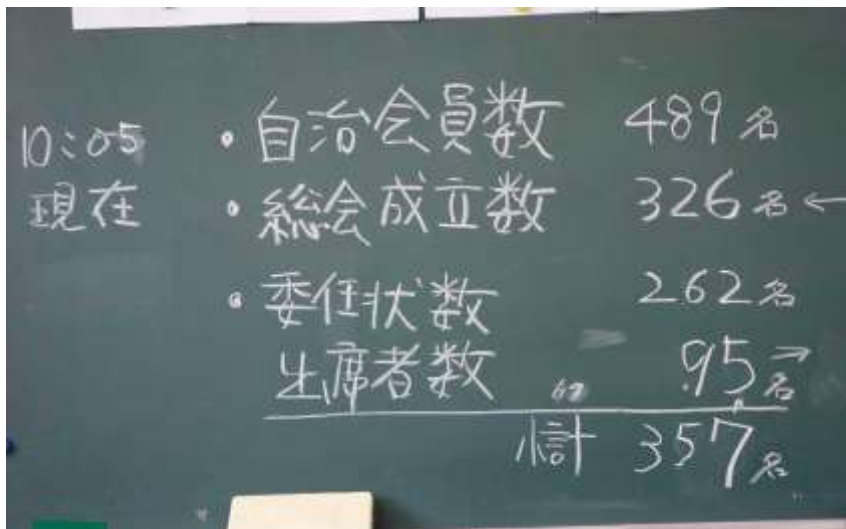 10:05
現在
・自治会員数 489名
・総会成立数 326名←
・委任状数 262名
出席者数 95名→
小計 357名